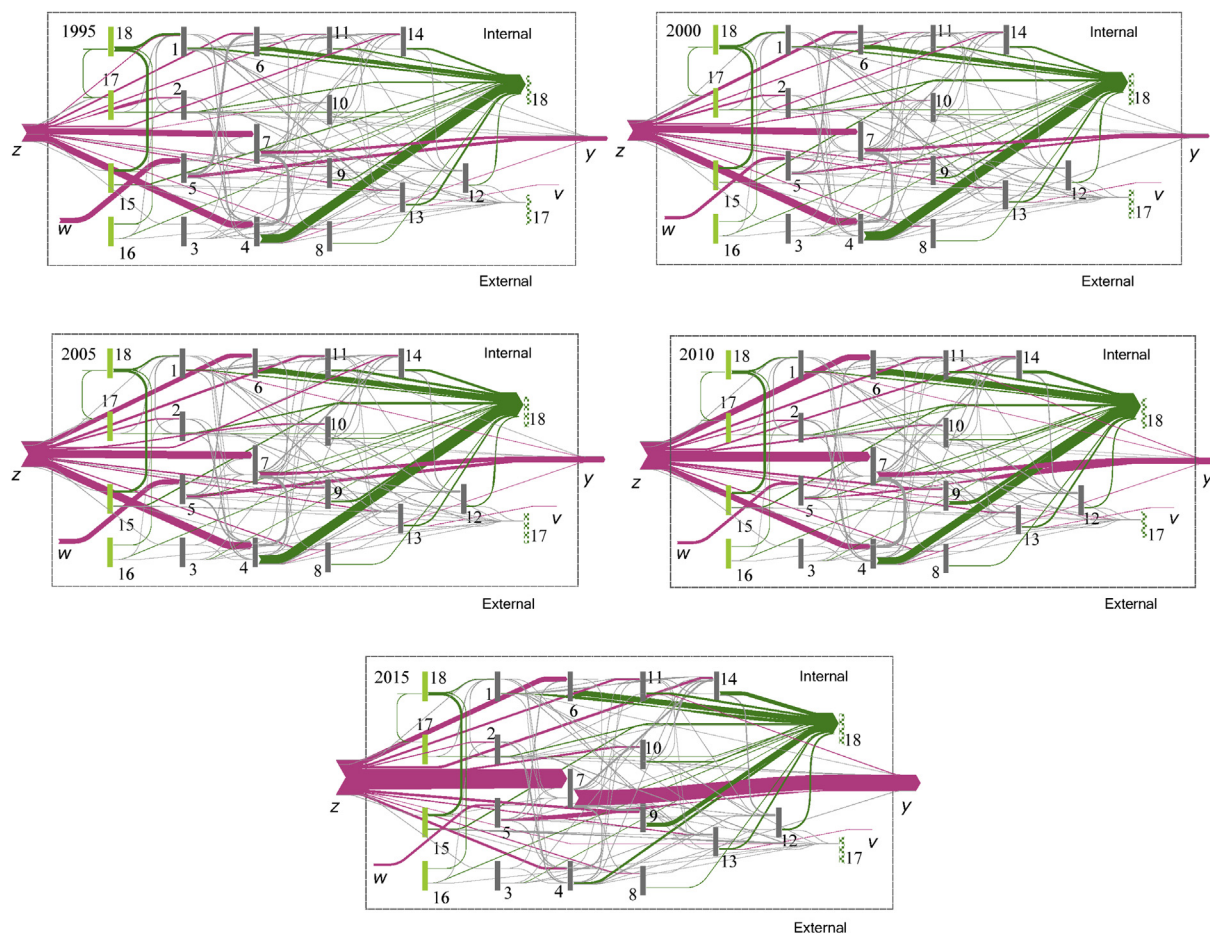 1995 18 1 6 11 14 Internal
17 2 10 18
z 7 y
15 5 9 12 v
w 13 17
16 3 4 8
External
2000 18 1 6 11 14 Internal
17 2 10 18
z 7 y
15 5 9 12 v
w 13 17
16 3 4 8
External
2005 18 1 6 11 14 Internal
17 2 10 18
z 7 y
15 5 9 12 v
w 13 17
16 3 4 8
External
2010 18 1 6 11 14 Internal
17 2 10 18
z 7 y
15 5 9 12 v
w 13 17
16 3 4 8
External
2015 18 1 6 11 14 Internal
17 2 10 18
z 7 y
15 5 9 12 v
w 13 17
16 3 4 8
External